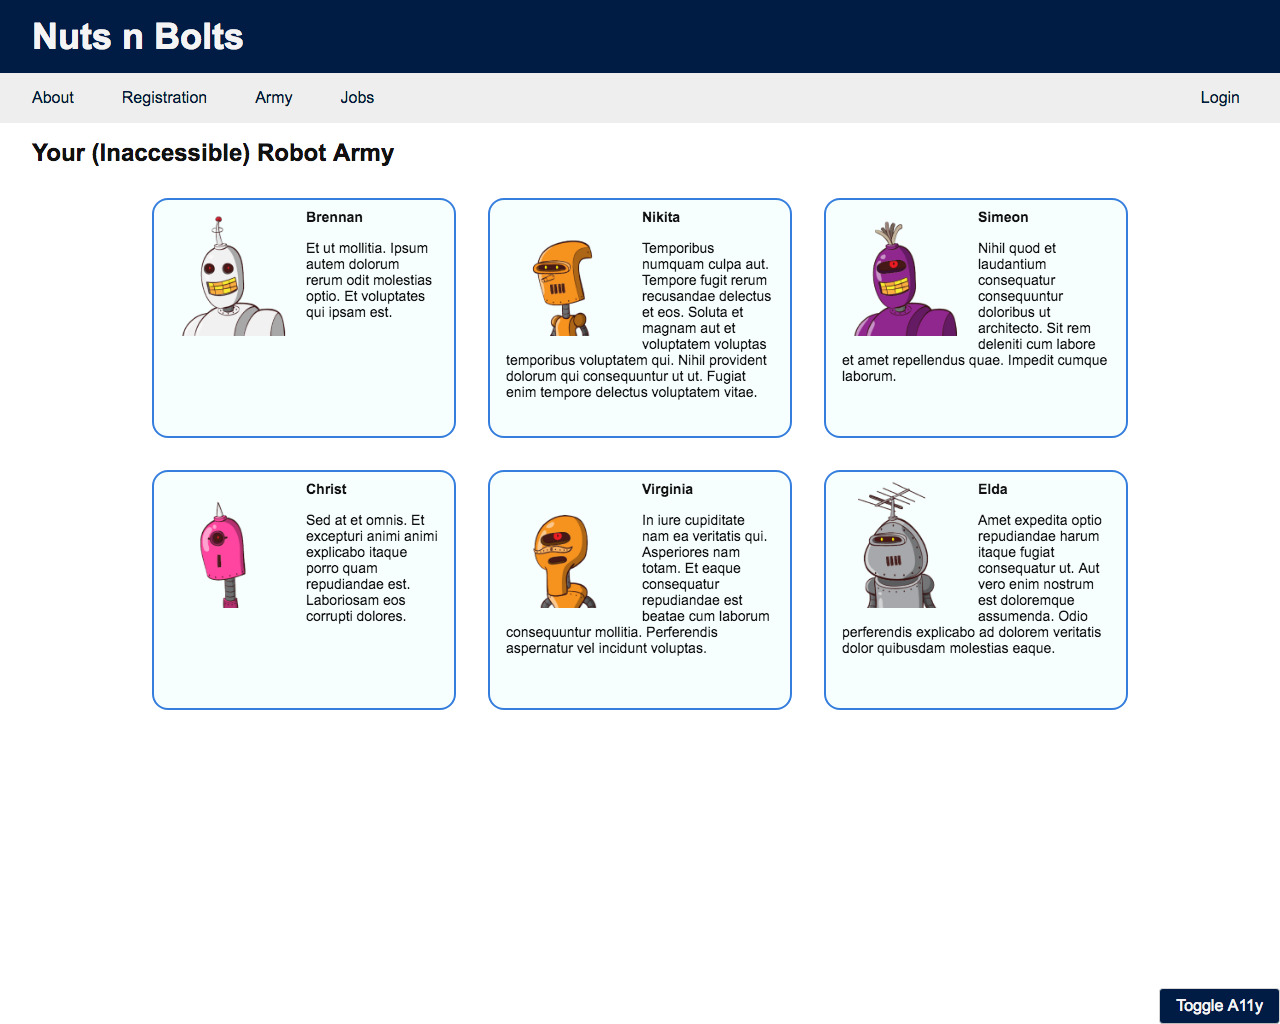 Nuts n Bolts
About Registration Army Jobs Login
Your (Inaccessible) Robot Army
Brennan
Et ut mollitia. Ipsum
autem dolorum
rerum odit molestias
optio. Et voluptates
qui ipsam est.
Nikita
Temporibus
numquam culpa aut.
Tempore fugit rerum
recusandae delectus
et eos. Soluta et
magnam aut et
voluptatem voluptas
temporibus voluptatem qui. Nihil provident
dolorum qui consequuntur ut ut. Fugiat
enim tempore delectus voluptatem vitae.
Simeon
Nihil quod et
laudantium
consequatur
consequuntur
doloribus ut
architecto. Sit rem
deleniti cum labore
et amet repellendus quae. Impedit cumque
laborum.
Christ
Sed at et omnis. Et
excepturi animi animi
explicabo itaque
porro quam
repudiandae est.
Laboriosam eos
corrupti dolores.
Virginia
In iure cupiditate
nam ea veritatis qui.
Asperiores nam
totam. Et eaque
consequatur
repudiandae est
beatae cum laborum
consequuntur mollitia. Perferendis
aspernatur vel incidunt voluptas.
Elda
Amet expedita optio
repudiandae harum
itaque fugiat
consequatur ut. Aut
vero enim nostrum
est doloremque
assumenda. Odio
perferendis explicabo ad dolorem veritatis
dolor quibusdam molestias eaque.
Toggle A11y